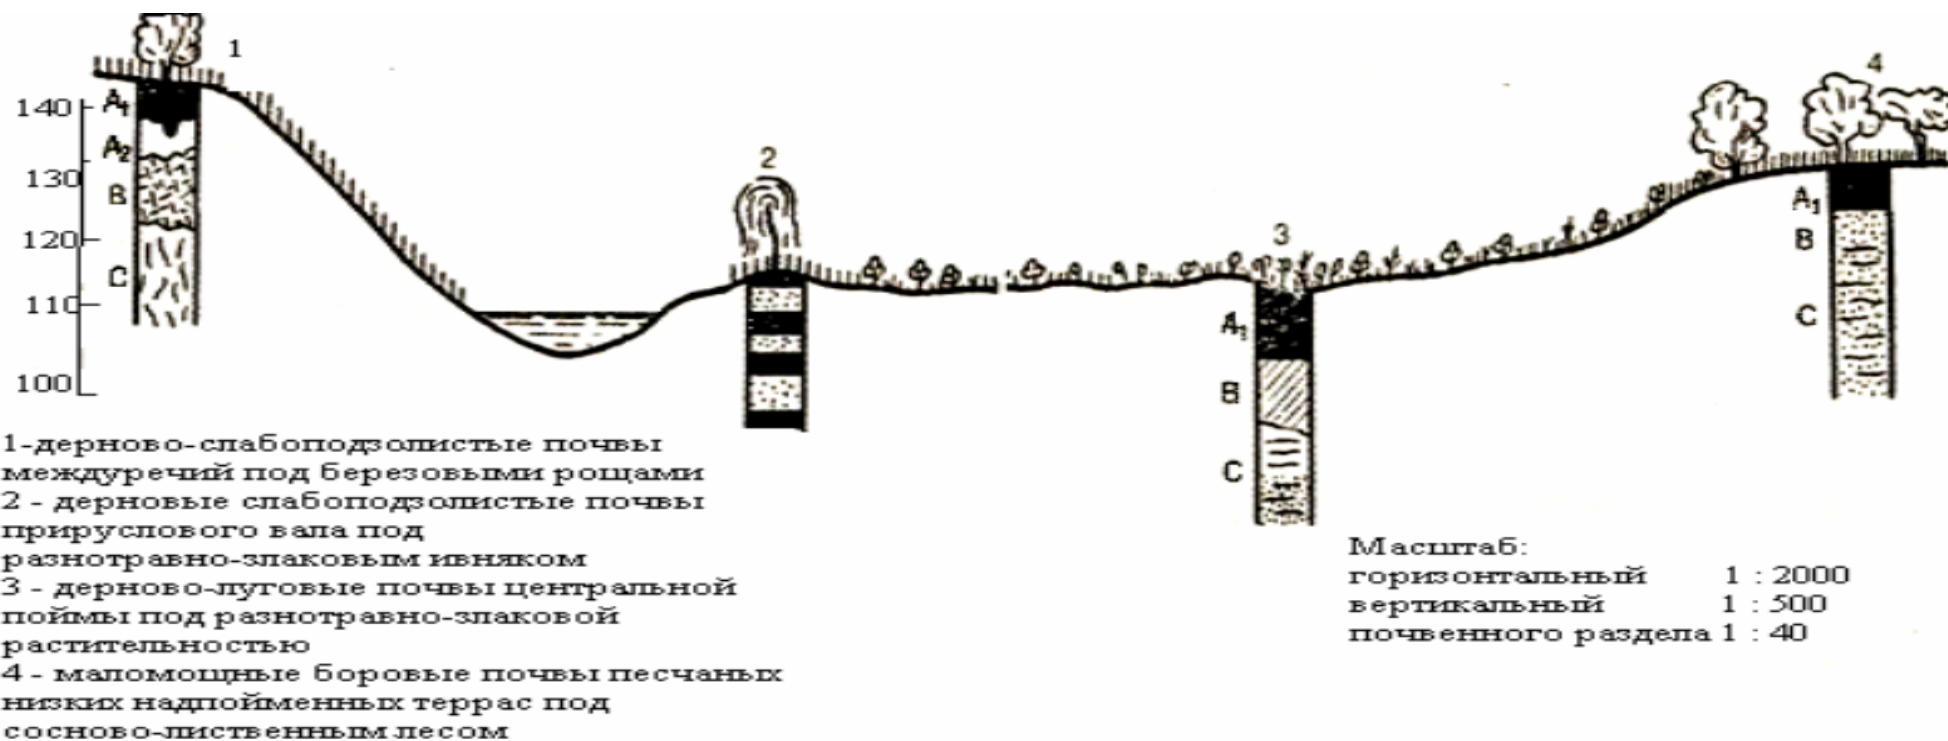 1
4
2
3
140
130
120
110
100
A1
A2
B
C
A1
B
C
A1
B
C
1-дерново-слабоподзолистые почвы
междуречий под березовыми рощами
2 - дерновые слабоподзолистые почвы
прируслового вала под
разнотравно-злаковым ивняком
3 - дерново-луговые почвы центральной
поймы под разнотравно-злаковой
растительностью
4 - маломощные боровые почвы песчаных
низких надпойменных террас под
сосново-лиственным лесом
Масштаб:
горизонтальный 1 : 2000
вертикальный 1 : 500
почвенного раздела 1 : 40